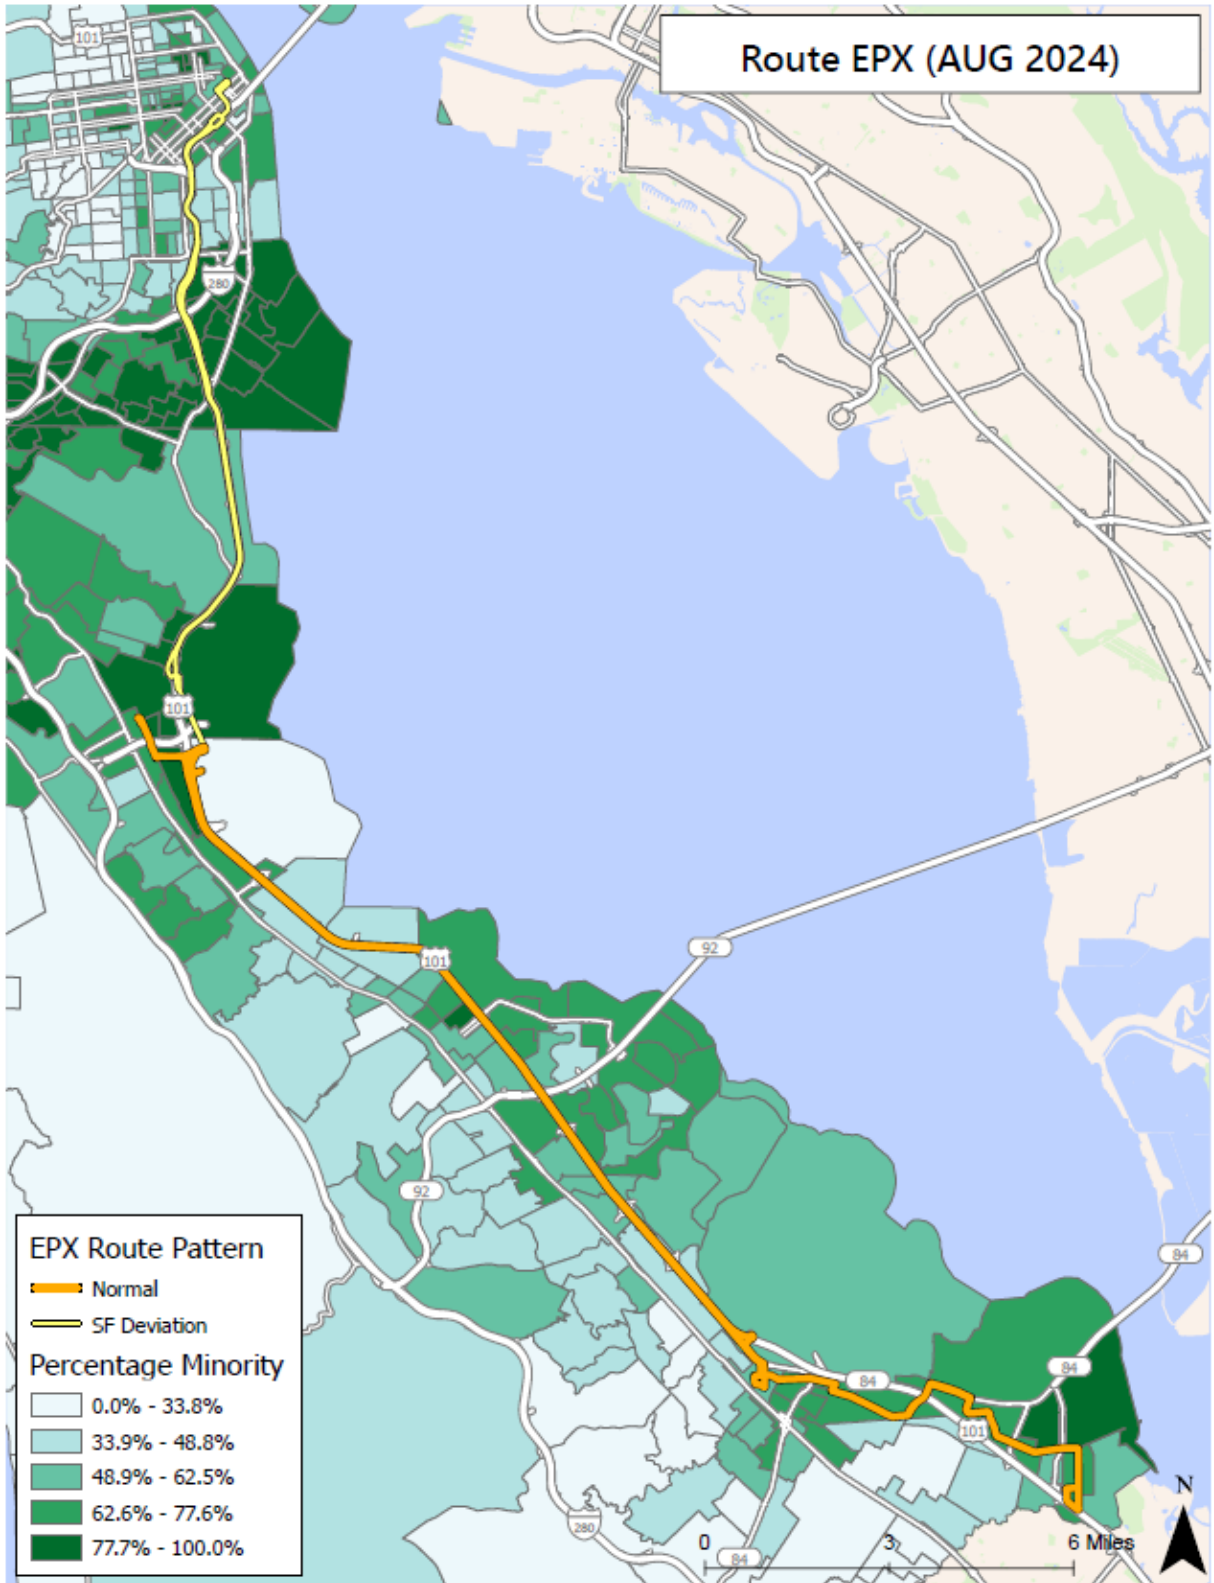 101
Route EPX (AUG 2024)
280
101
92
101
92
84
EPX Route Pattern
Normal
SF Deviation
Percentage Minority
0.0% - 33.8%
33.9% - 48.8%
48.9% - 62.5%
62.6% - 77.6%
77.7% - 100.0%
84
84
101
N
280
0 3 6 Miles
84